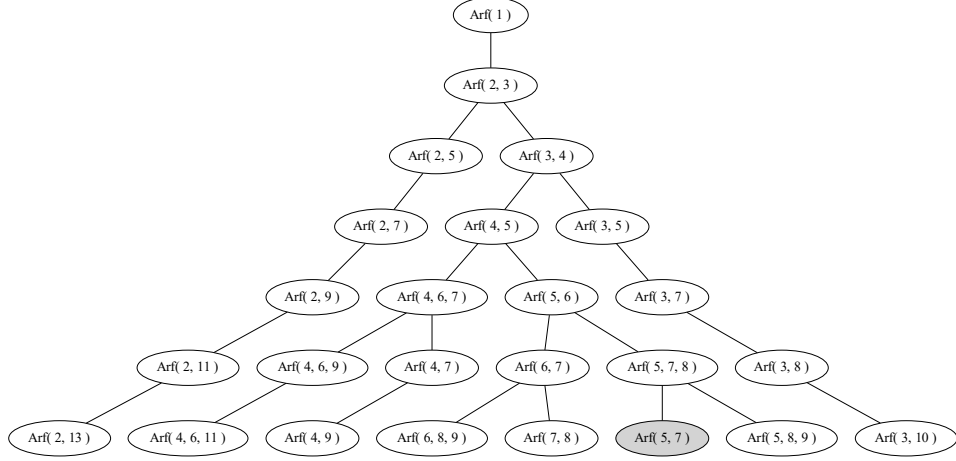 Arf( 1 )
Arf( 2, 3 )
Arf( 2, 5 ) Arf( 3, 4 )
Arf( 2, 7 ) Arf( 4, 5 ) Arf( 3, 5 )
Arf( 2, 9 ) Arf( 4, 6, 7 ) Arf( 5, 6 ) Arf( 3, 7 )
Arf( 2, 11 ) Arf( 4, 6, 9 ) Arf( 4, 7 ) Arf( 6, 7 ) Arf( 5, 7, 8 ) Arf( 3, 8 )
Arf( 2, 13 ) Arf( 4, 6, 11 ) Arf( 4, 9 ) Arf( 6, 8, 9 ) Arf( 7, 8 ) Arf( 5, 7 ) Arf( 5, 8, 9 ) Arf( 3, 10 )